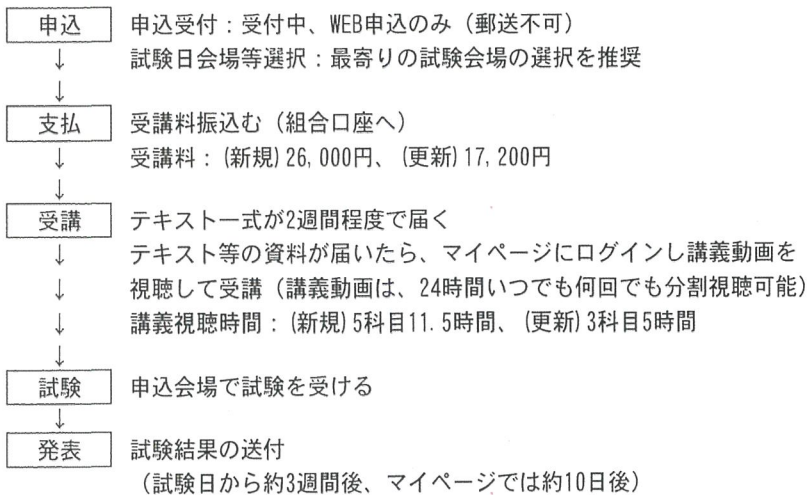 申込 申込受付：受付中、WEB申込のみ（郵送不可）
↓ 試験日会場等選択：最寄りの試験会場の選択を推奨
↓
支払 受講料振込む（組合口座へ）
↓ 受講料：(新規)26,000円、(更新)17,200円
↓
受講 テキスト一式が2週間程度で届く
↓ テキスト等の資料が届いたら、マイページにログインし講義動画を
↓ 視聴して受講（講義動画は、24時間いつでも何回でも分割視聴可能）
↓ 講義視聴時間：(新規)5科目11.5時間、(更新)3科目5時間
↓
試験 申込会場で試験を受ける
↓
発表 試験結果の送付
（試験日から約3週間後、マイページでは約10日後）